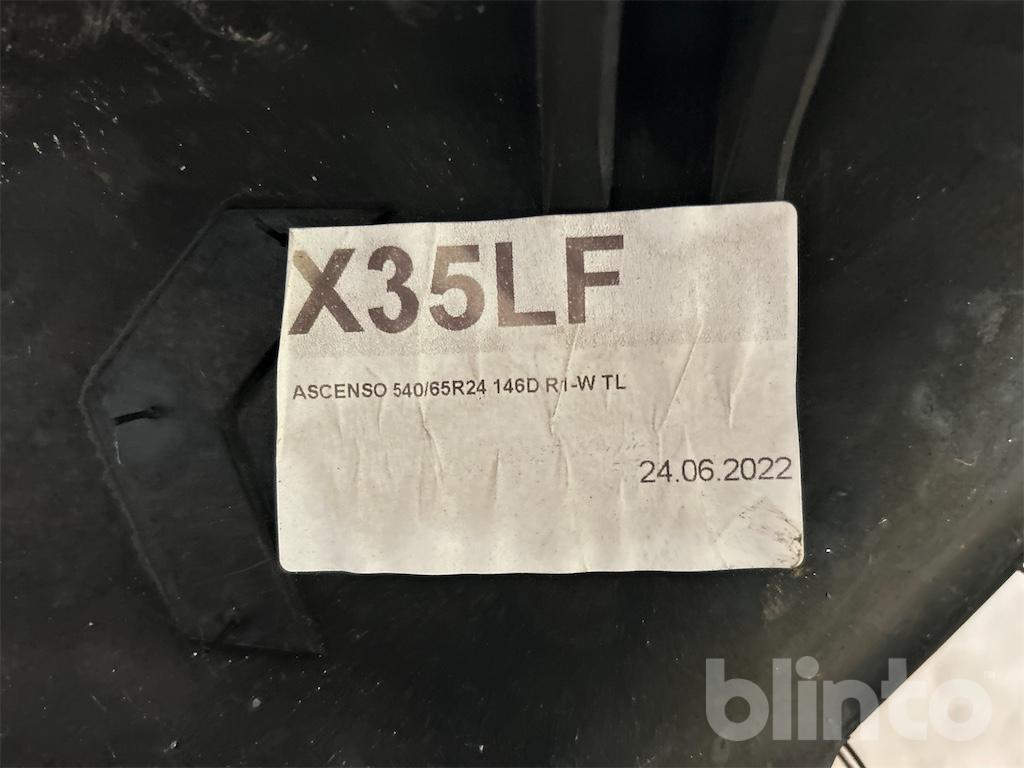 X35LF
ASCENSO 540/65R24 146D R1-W TL
24.06.2022
blinto